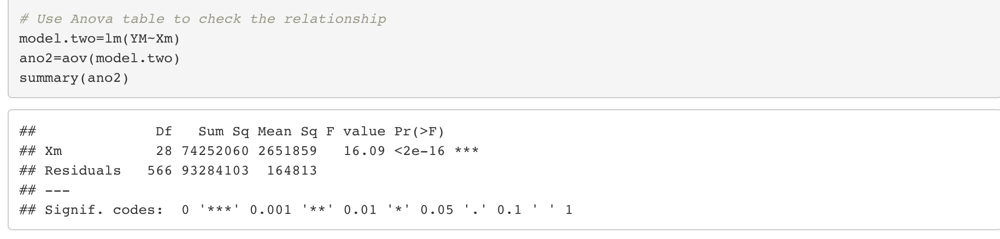 # Use Anova table to check the relationship
model.two=lm(YM~Xm)
ano2=aov(model.two)
summary(ano2)
##              Df   Sum Sq Mean Sq F value Pr(>F)
## Xm           28 74252060 2651859   16.09 <2e-16 ***
## Residuals   566 93284103  164813
## ---
## Signif. codes:  0 '***' 0.001 '**' 0.01 '*' 0.05 '.' 0.1 ' ' 1